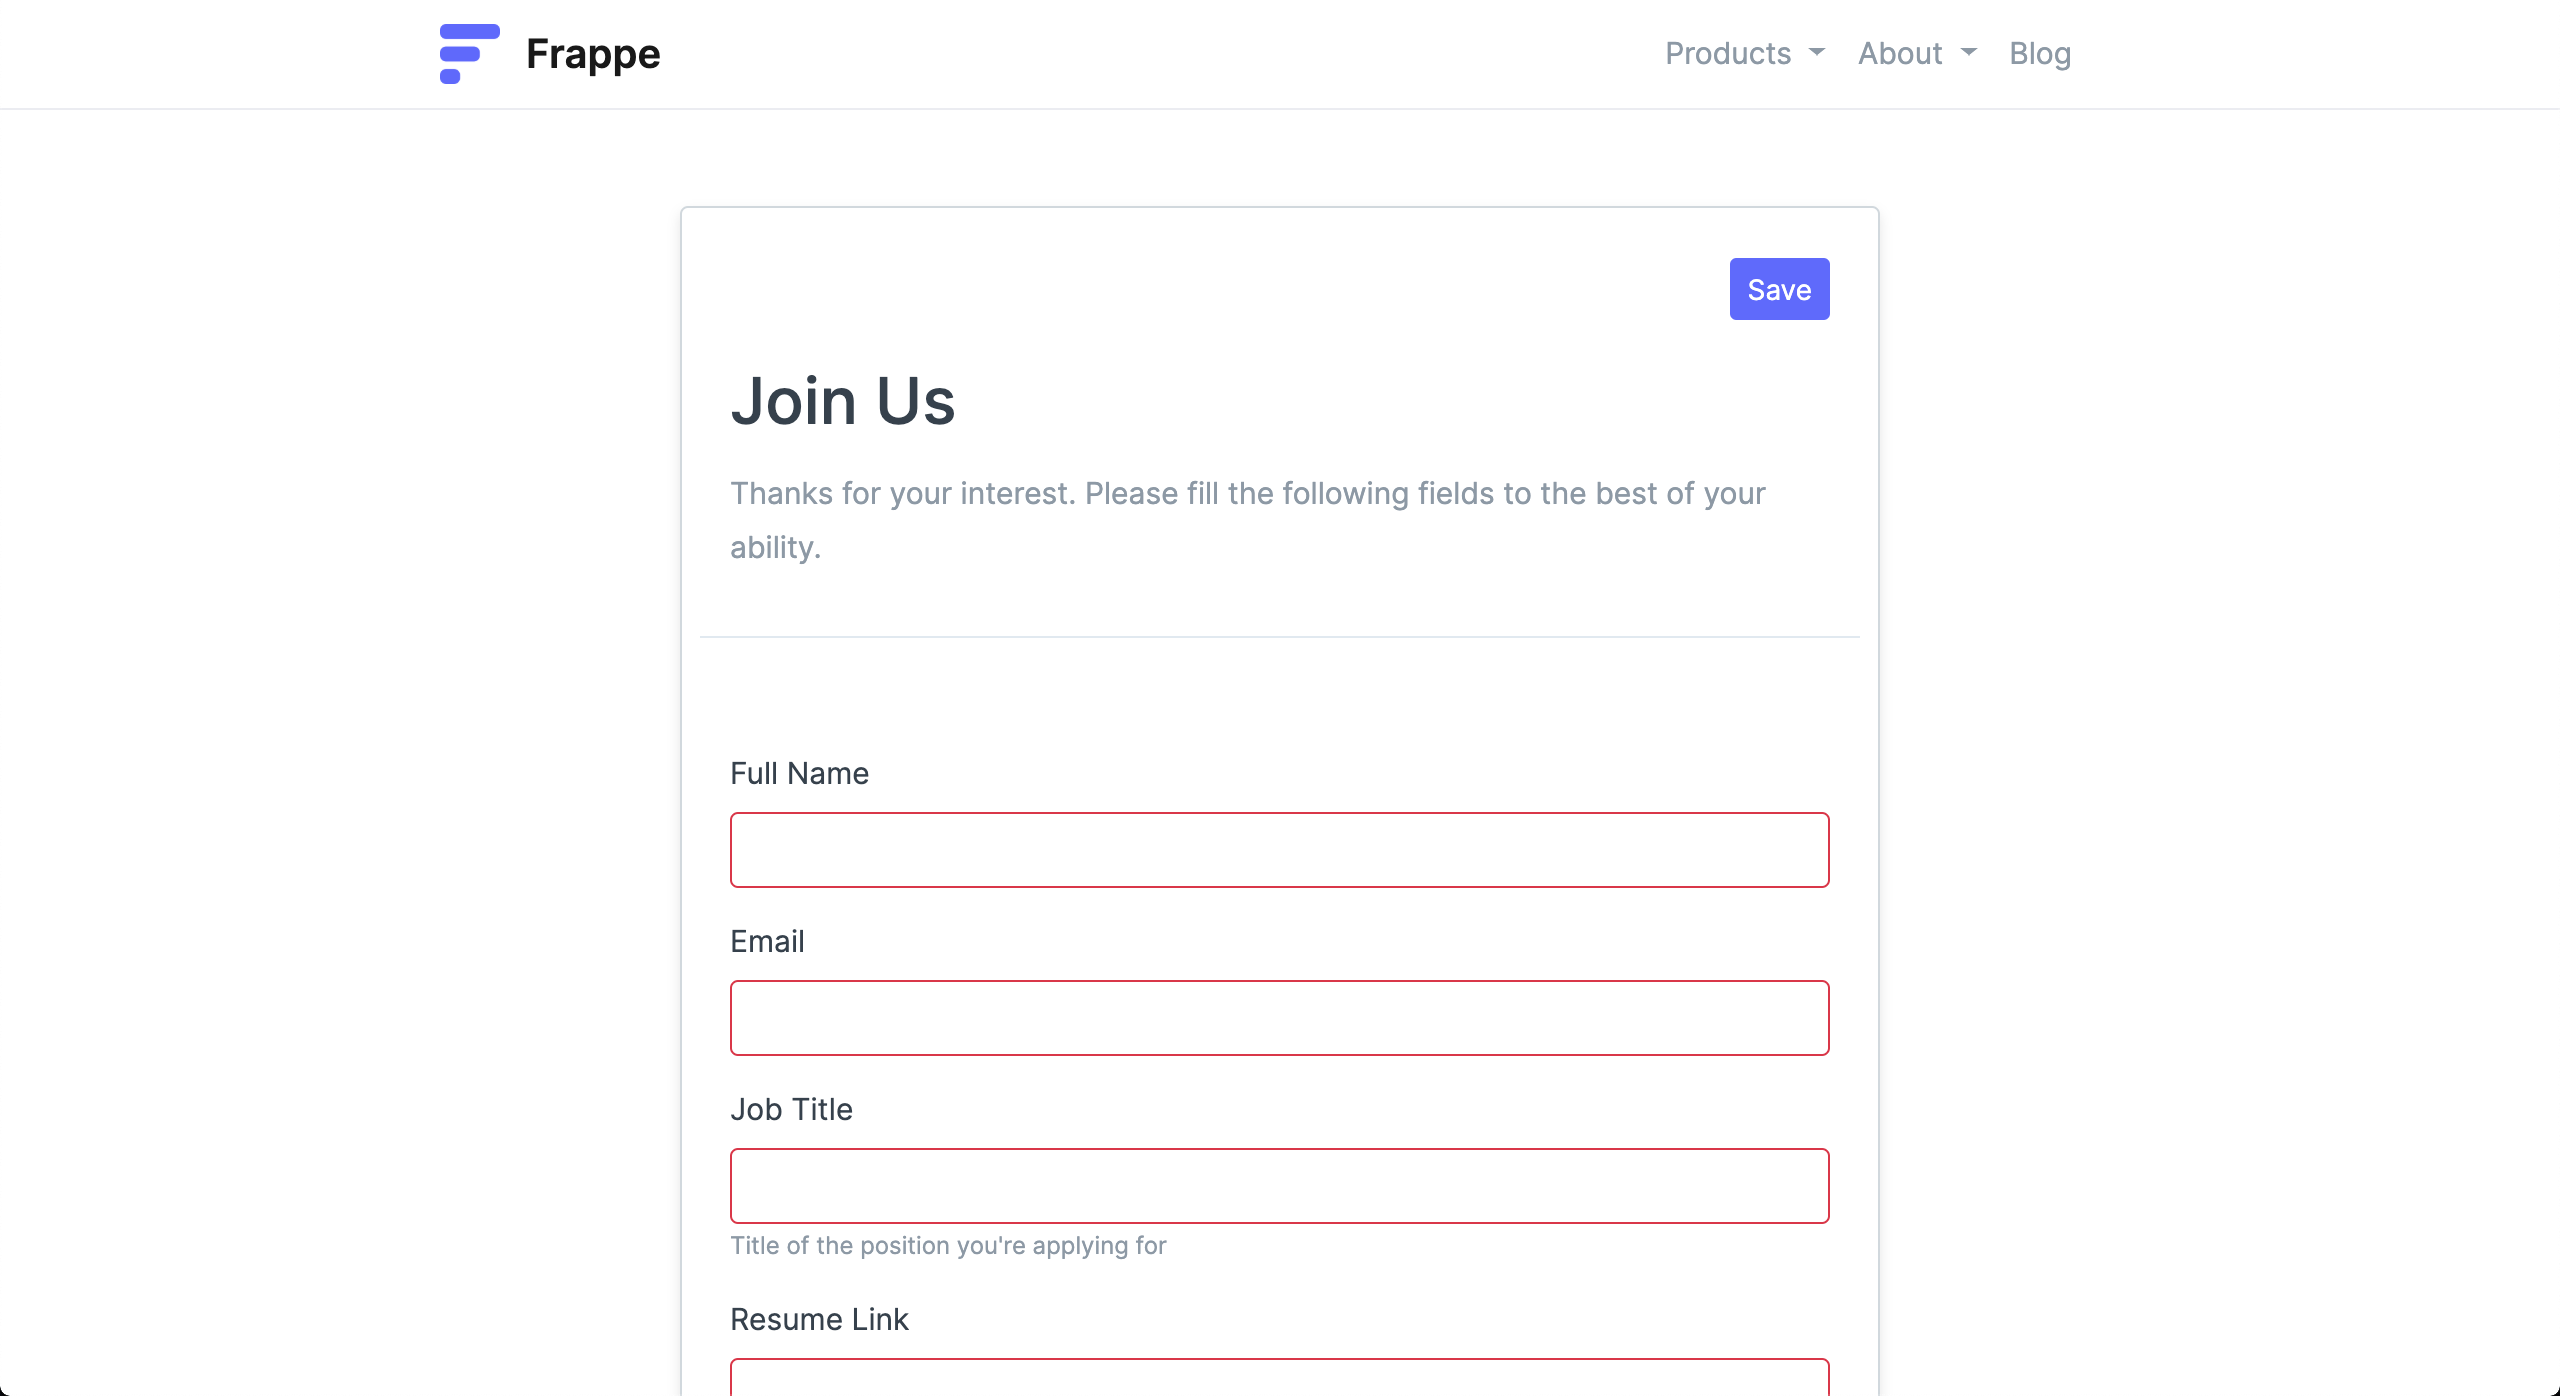 Frappe
Products
About
Blog
Save
Join Us
Thanks for your interest. Please fill the following fields to the best of your
ability.
Full Name
Email
Job Title
Title of the position you're applying for
Resume Link